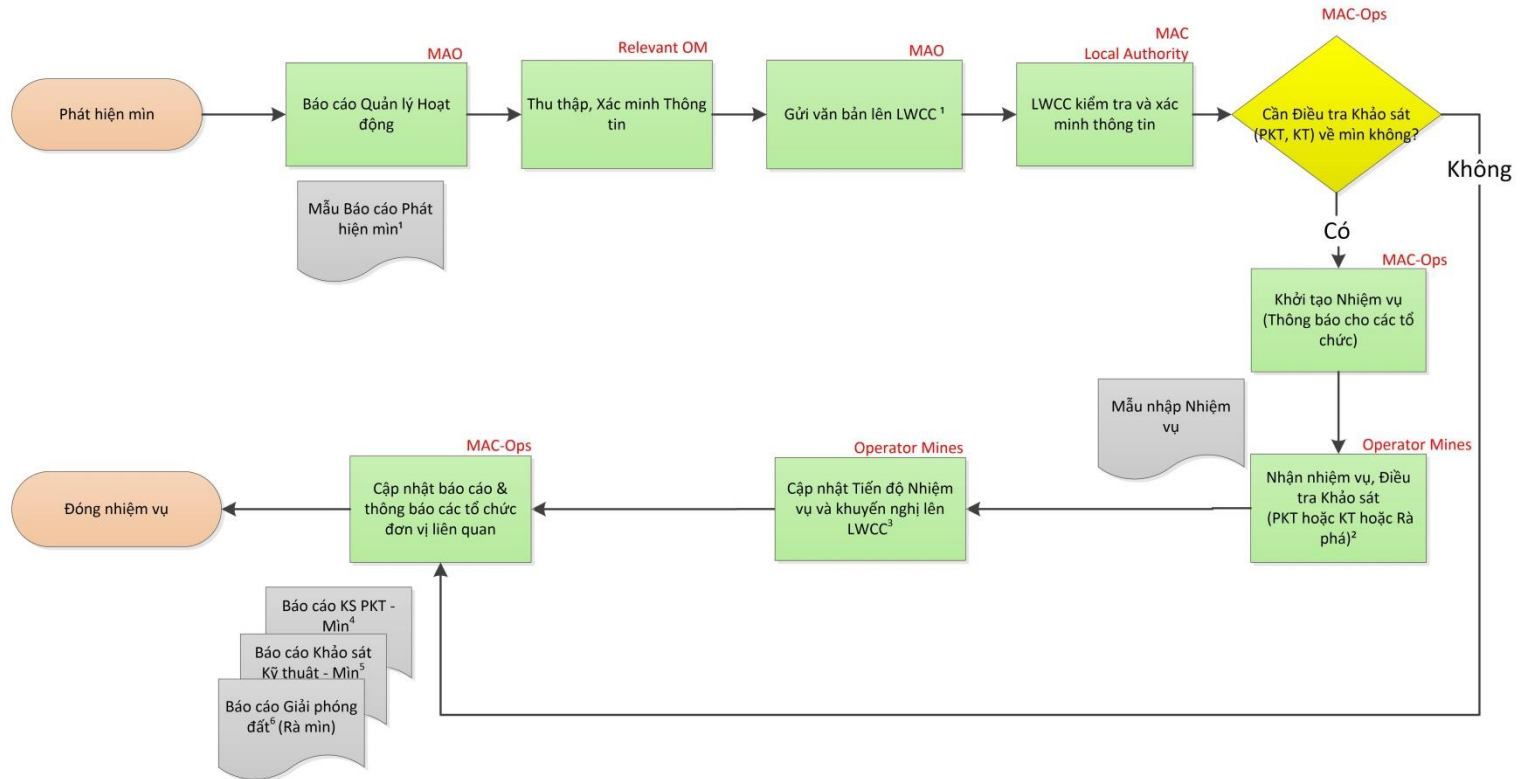 Phát hiện mìn
MAO
Báo cáo Quản lý Hoạt
động
Mẫu Báo cáo Phát
hiện mìn¹
Relevant OM
Thu thập, Xác minh Thông
tin
MAO
Gửi văn bản lên LWCC ¹
MAC
Local Authority
LWCC kiểm tra và xác
minh thông tin
MAC-Ops
Cần Điều tra Khảo sát
(PKT, KT) về mìn không?
Không
Có
MAC-Ops
Khởi tạo Nhiệm vụ
(Thông báo cho các tổ
chức)
Mẫu nhập Nhiệm
vụ
Operator Mines
Nhận nhiệm vụ, Điều
tra Khảo sát
(PKT hoặc KT hoặc Rà
phá)²
Operator Mines
Cập nhật Tiến độ Nhiệm
vụ và khuyến nghị lên
LWCC³
MAC-Ops
Cập nhật báo cáo &
thông báo các tổ chức
đơn vị liên quan
Đóng nhiệm vụ
Báo cáo KS PKT -
Mìn⁴
Báo cáo Khảo sát
Kỹ thuật - Mìn⁵
Báo cáo Giải phóng
đất⁶ (Rà mìn)